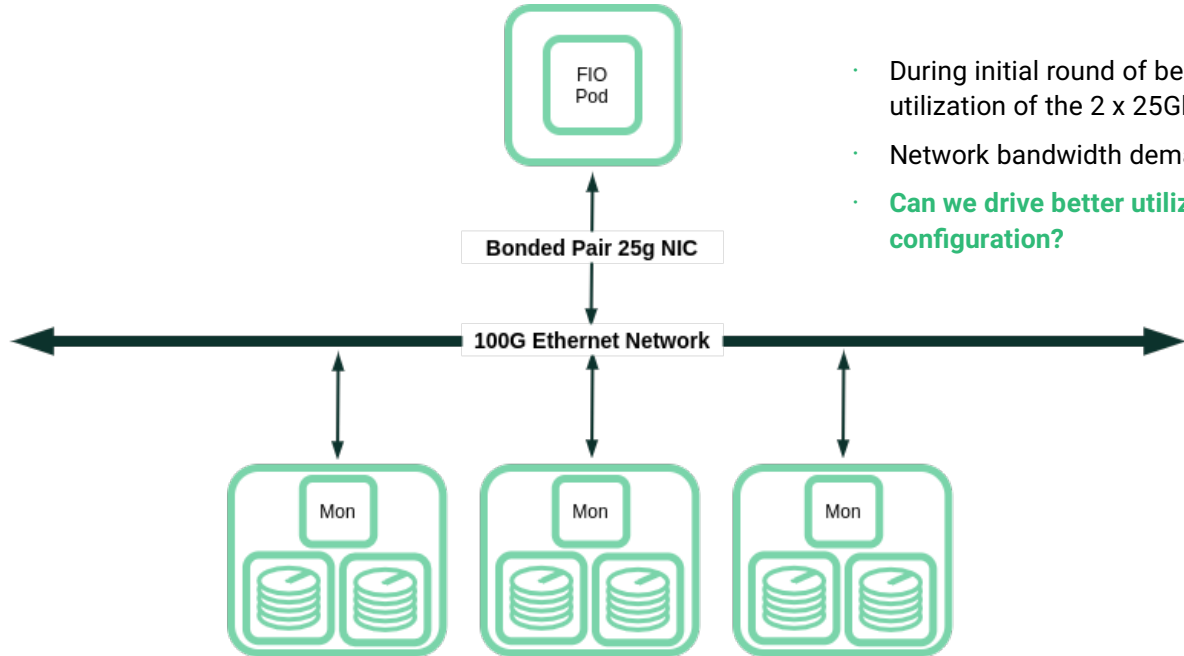 FIO
Pod
· During initial round of be
utilization of the 2 x 25G
· Network bandwidth dem
· Can we drive better utiliz
configuration?
Bonded Pair 25g NIC
100G Ethernet Network
Mon
Mon
Mon